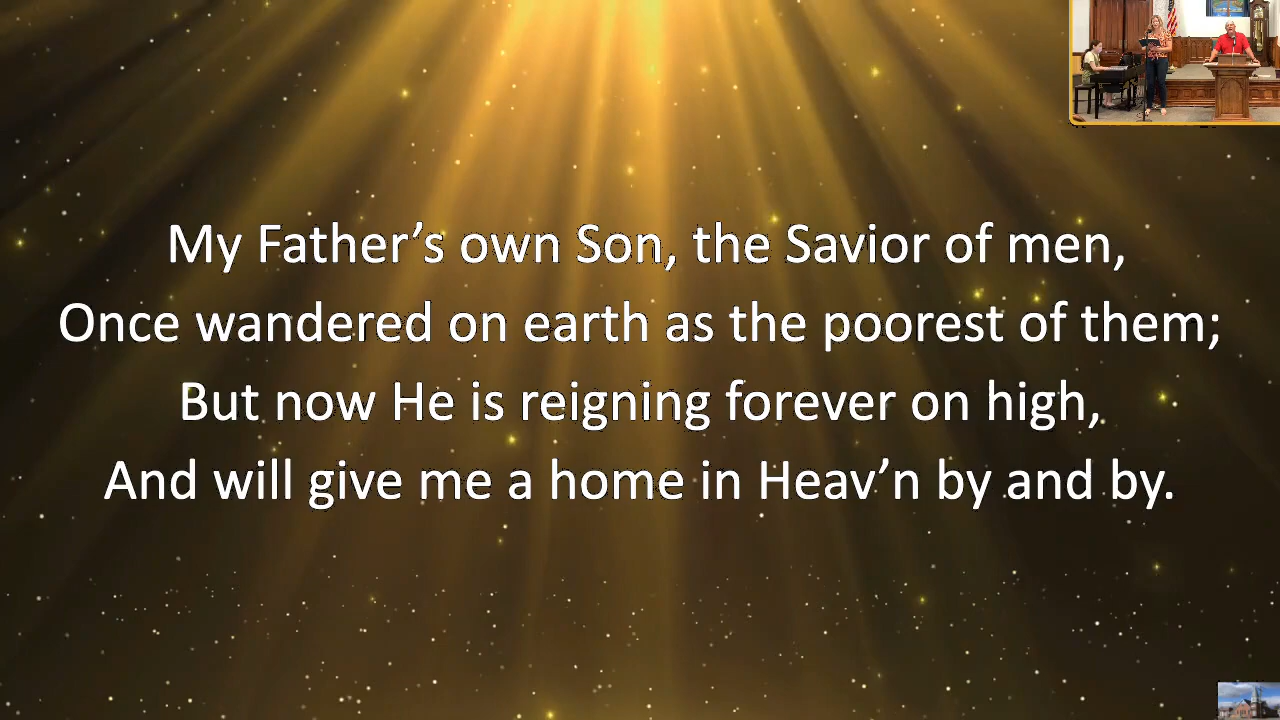 My Father’s own Son, the Savior of men,
Once wandered on earth as the poorest of them;
But now He is reigning forever on high,
And will give me a home in Heav’n by and by.